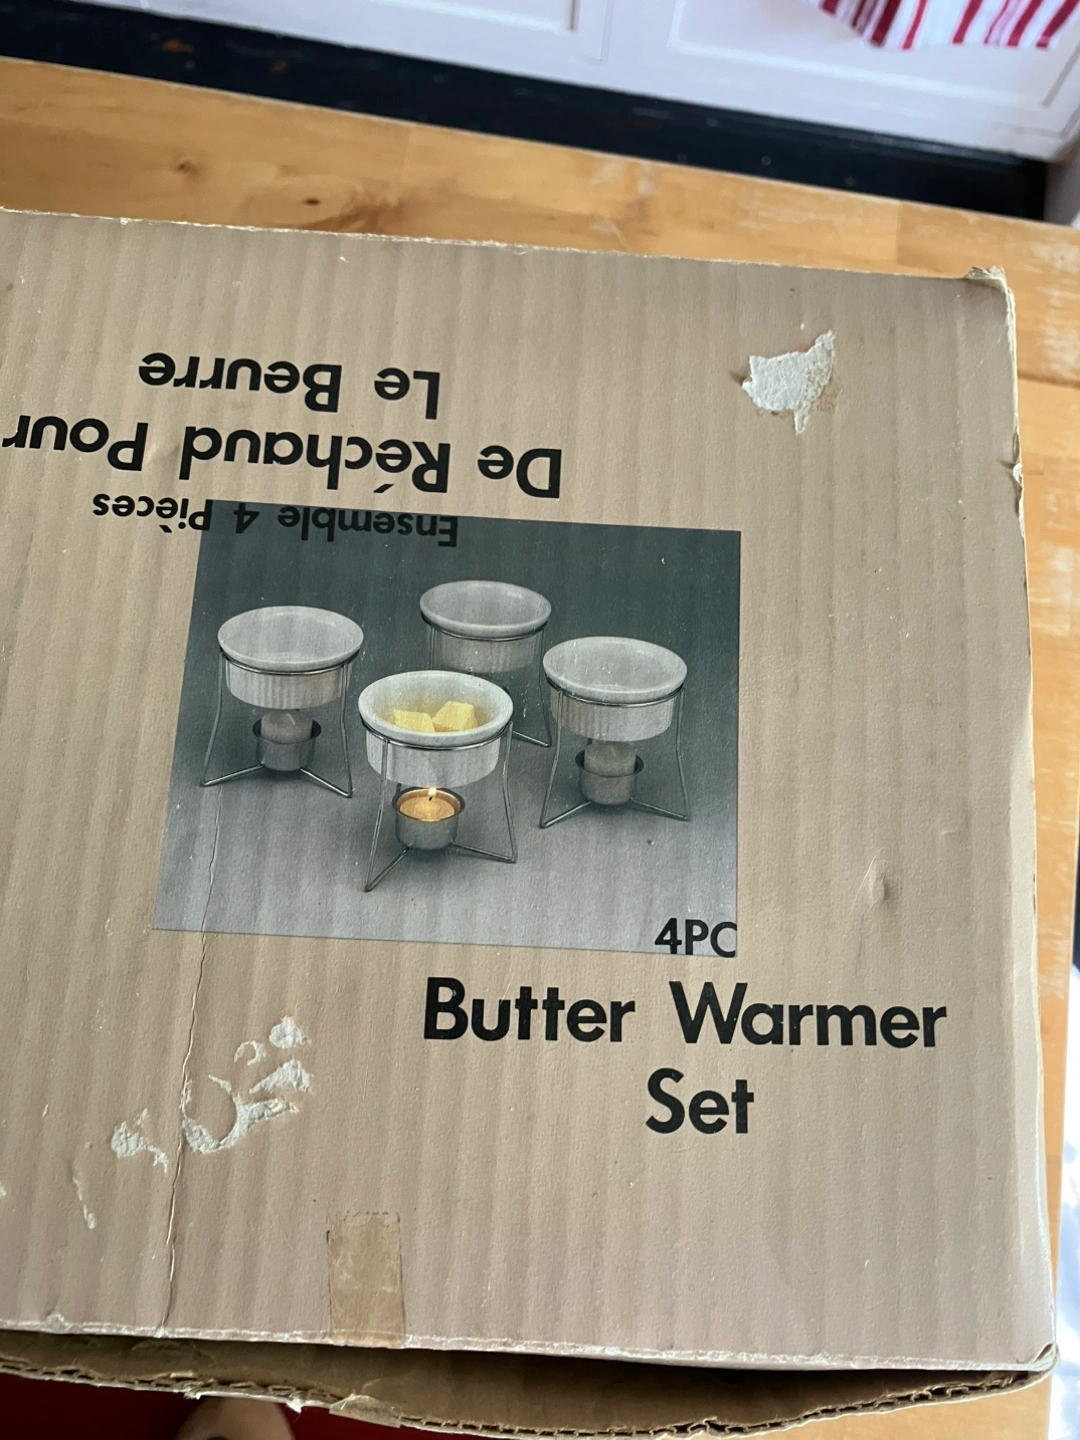 Ensemble 4 Pièces
De Réchaud Pour
Le Beurre
4PC
Butter Warmer
Set